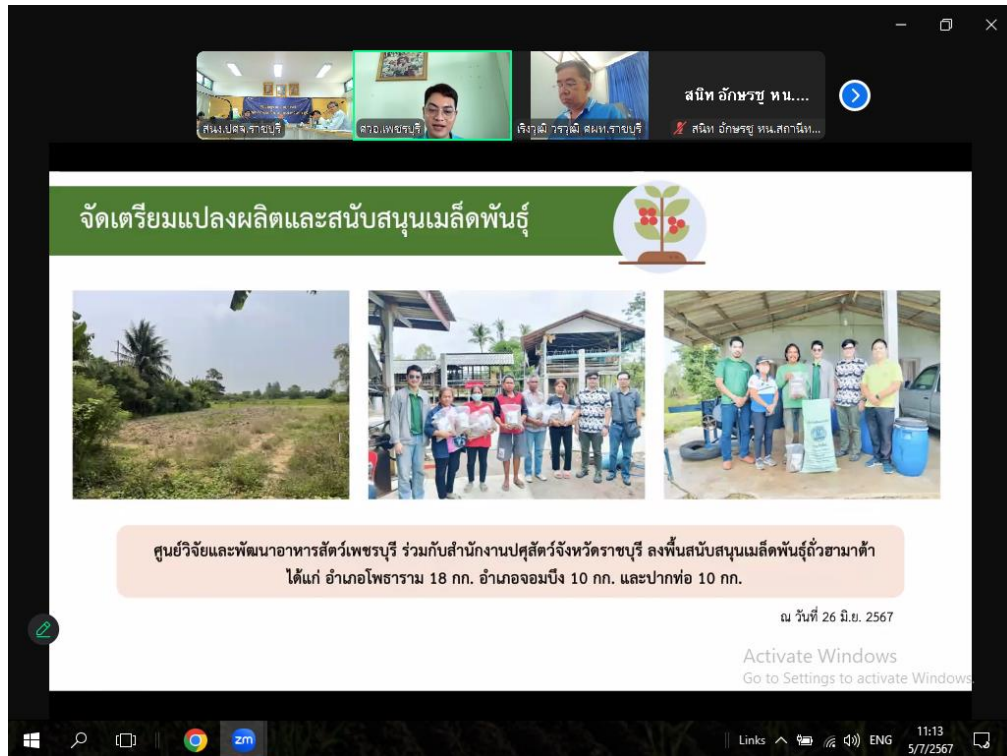 สนง.ปศจ.ราชบุรี
ศวอ.เพชรบุรี
เริงวุฒิ วรวุฒิ ศผท.ราชบุรี
สนิท อักษรชู หน....
สนิท อักษรชู หน.สถานีท...
จัดเตรียมแปลงผลิตและสนับสนุนเมล็ดพันธุ์
ศูนย์วิจัยและพัฒนาอาหารสัตว์เพชรบุรี ร่วมกับสำนักงานปศุสัตว์จังหวัดราชบุรี ลงพื้นสนับสนุนเมล็ดพันธุ์ถั่วฮามาต้า
ได้แก่ อำเภอโพธาราม 18 กก. อำเภอจอมบึง 10 กก. และปากท่อ 10 กก.
ณ วันที่ 26 มิ.ย. 2567
Activate Windows
Go to Settings to activate Windows.
zm
Links
ENG
11:13
5/7/2567